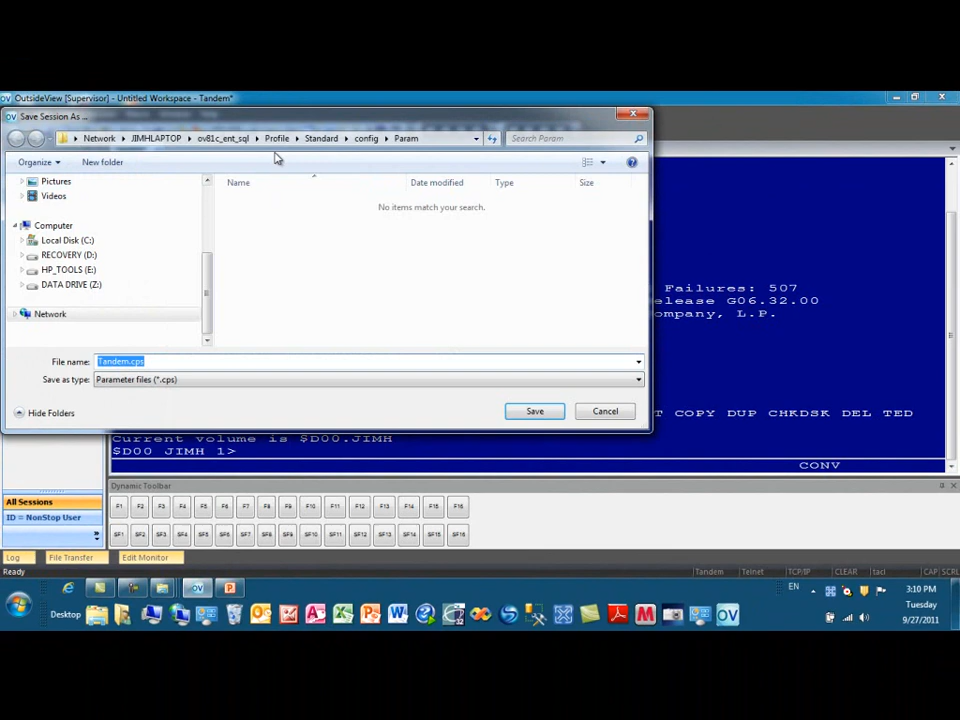 OutsideView [Supervisor] - Untitled Workspace - Tandem*
Save Session As ...
Network JIMHLAPTOP ov81c_ent_sql Profile Standard config Param
Search Param
Organize
New folder
Name
Date modified
Type
Size
No items match your search.
Pictures
Videos
Computer
Local Disk (C:)
RECOVERY (D:)
HP_TOOLS (E:)
DATA DRIVE (Z:)
Network
File name:
Tandem.cps
Save as type:
Parameter files (*.cps)
Hide Folders
Save
Cancel
Failures: 507
elease G06.32.00
ompany, L.P.
T COPY DUP CHKDSK DEL TED
Current volume is $D00.JIMH
$D00 JIMH 1>
CONV
All Sessions
ID = NonStop User
Dynamic Toolbar
F1 F2 F3 F4 F5 F6 F7 F8 F9 F10 F11 F12 F13 F14 F15 F16
SF1 SF2 SF3 SF4 SF5 SF6 SF7 SF8 SF9 SF10 SF11 SF12 SF13 SF14 SF15 SF16
Log
File Transfer
Edit Monitor
Ready
Tandem
Telnet
TCP/IP
CLEAR
tacl
CAP
SCRL
EN
3:10 PM
Tuesday
9/27/2011
Desktop